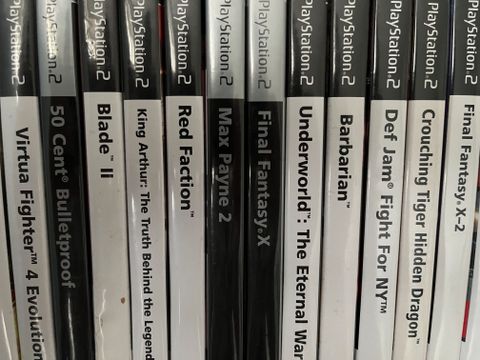 PlayStation.2
Virtua Fighter™ 4 Evolution
PlayStation.2
50 Cent® Bulletproof
PlayStation.2
Blade™ II
PlayStation.2
King Arthur: The Truth Behind the Legend
PlayStation.2
Red Faction™
PlayStation.2
Max Payne 2
PlayStation.2
Final Fantasy® X
PlayStation.2
Underworld™: The Eternal War
PlayStation.2
Barbarian™
PlayStation.2
Def Jam® Fight For NY™
PlayStation.2
Crouching Tiger Hidden Dragon™
PlayStation.2
Final Fantasy® X-2